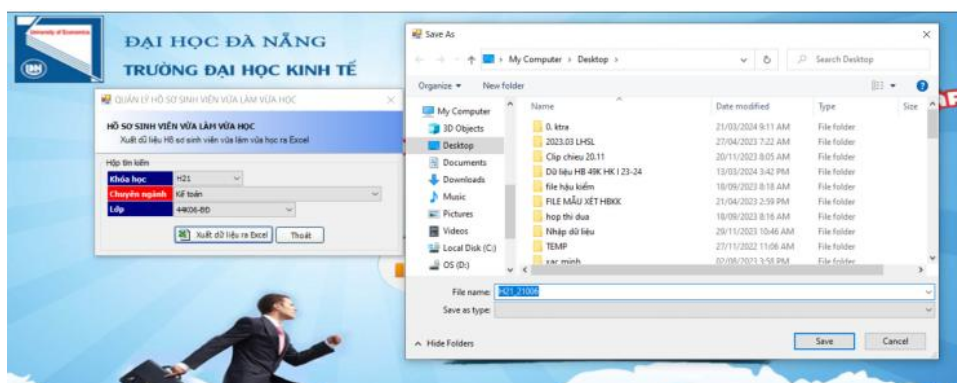 University of Economics
ĐẠI HỌC ĐÀ NẴNG
TRƯỜNG ĐẠI HỌC KINH TẾ
QUẢN LÝ HỒ SƠ SINH VIÊN VỪA LÀM VỪA HỌC
HỒ SƠ SINH VIÊN VỪA LÀM VỪA HỌC
Xuất dữ liệu Hồ sơ sinh viên vừa làm vừa học ra Excel
Hộp tìm kiếm
Khóa học H21
Chuyên ngành Kế toán
Lớp 44K06-BĐ
Xuất dữ liệu ra Excel Thoát
Save As
My Computer > Desktop >
Search Desktop
Organize New folder
Name Date modified Type Size
My Computer
3D Objects
Desktop
Documents
Downloads
Music
Pictures
Videos
Local Disk (C:)
OS (D:)
0. ktra 21/03/2024 9:11 AM File folder
2023.03 LHSL 27/04/2023 7:22 AM File folder
Clip chieu 20.11 20/11/2023 8:05 AM File folder
Dữ liệu HB 49K HK I 23-24 13/03/2024 3:42 PM File folder
file hậu kiểm 18/09/2023 8:18 AM File folder
FILE MẪU XÉT HBKK 21/04/2023 2:59 PM File folder
hop thi dua 18/09/2023 8:16 AM File folder
Nhập dữ liệu 29/11/2023 10:46 AM File folder
TEMP 27/11/2022 11:06 AM File folder
xac minh 02/08/2023 3:58 PM File folder
File name: H21_21006
Save as type:
Hide Folders
Save Cancel